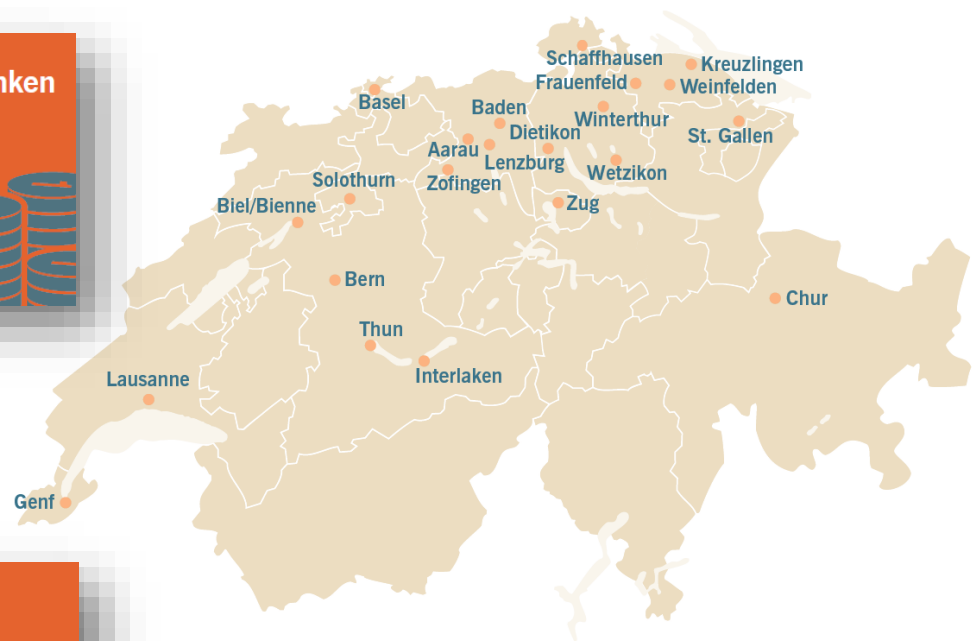 Schaffhausen
Kreuzlingen
Frauenfeld
Weinfelden
Basel
Baden
Winterthur
Dietikon
St. Gallen
Aarau
Lenzburg
Wetzikon
Solothurn
Zofingen
Biel/Bienne
Zug
Bern
Chur
Thun
Interlaken
Lausanne
Genf